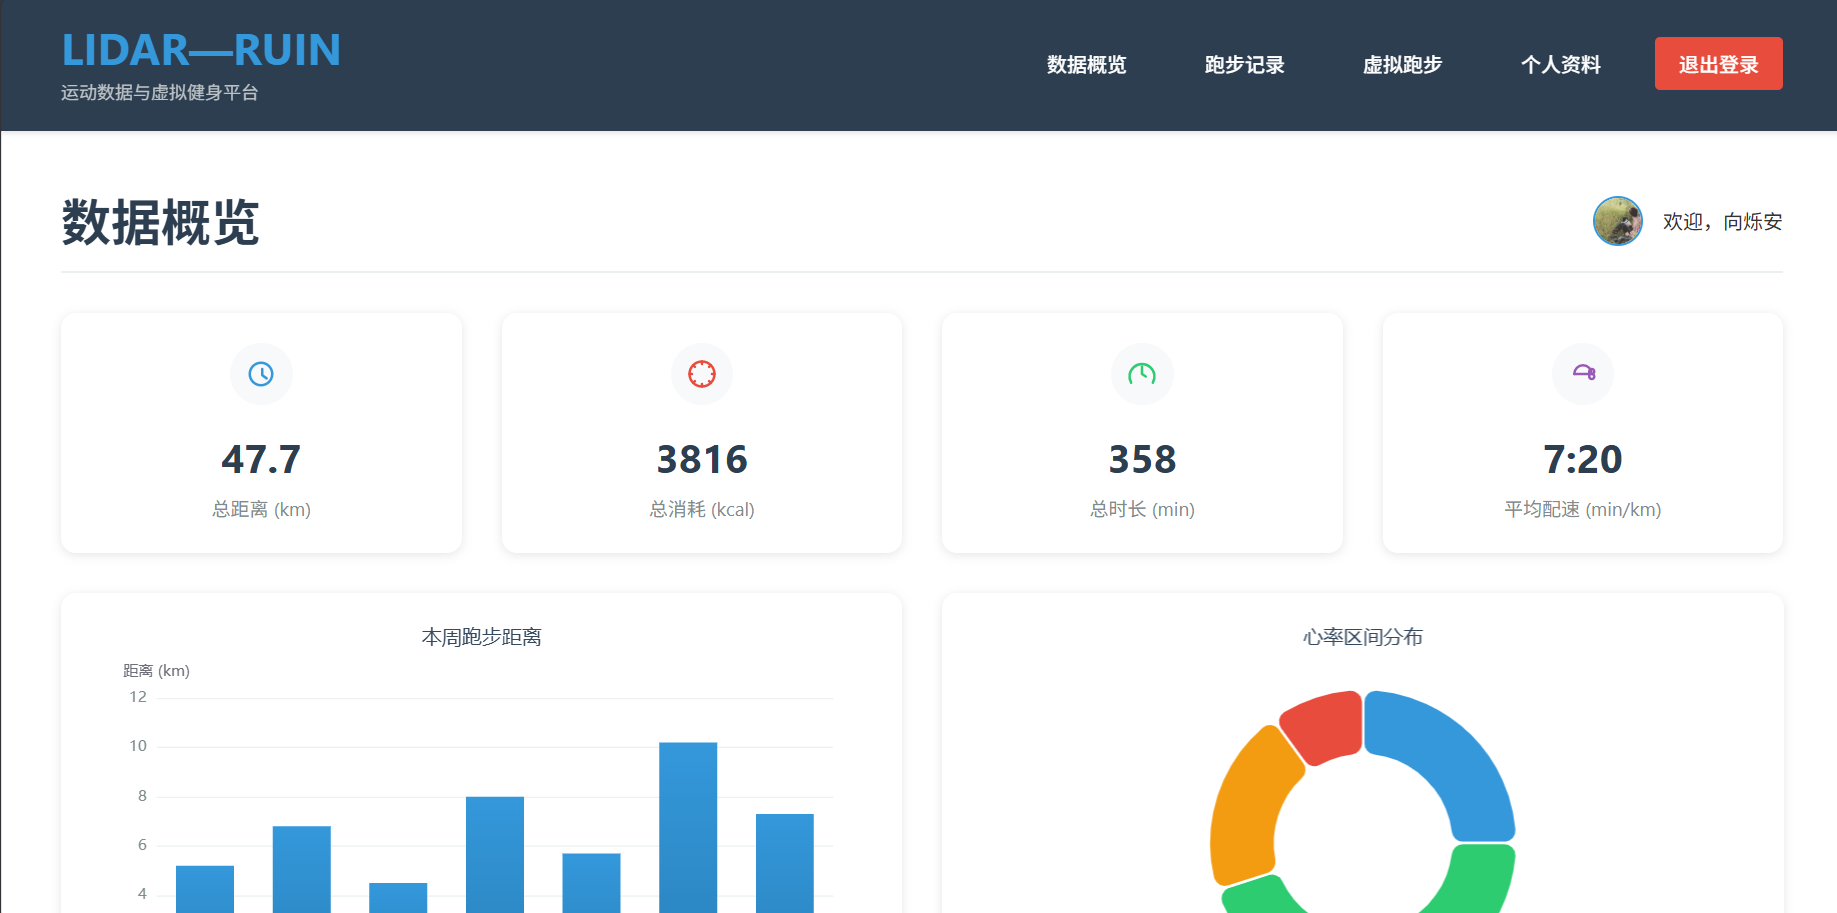 LIDAR—RUIN
运动数据与虚拟健身平台
数据概览
跑步记录
虚拟跑步
个人资料
退出登录
数据概览
欢迎，向烁安
47.7
总距离 (km)
3816
总消耗 (kcal)
358
总时长 (min)
7:20
平均配速 (min/km)
本周跑步距离
距离 (km)
12
10
8
6
4
心率区间分布